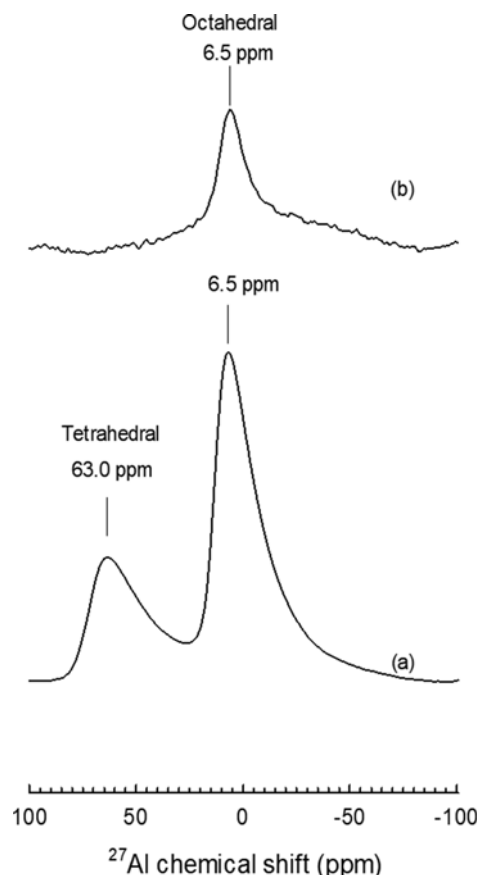 Octahedral
6.5 ppm
(b)
6.5 ppm
Tetrahedral
63.0 ppm
(a)
100 50 0 -50 -100
²⁷Al chemical shift (ppm)